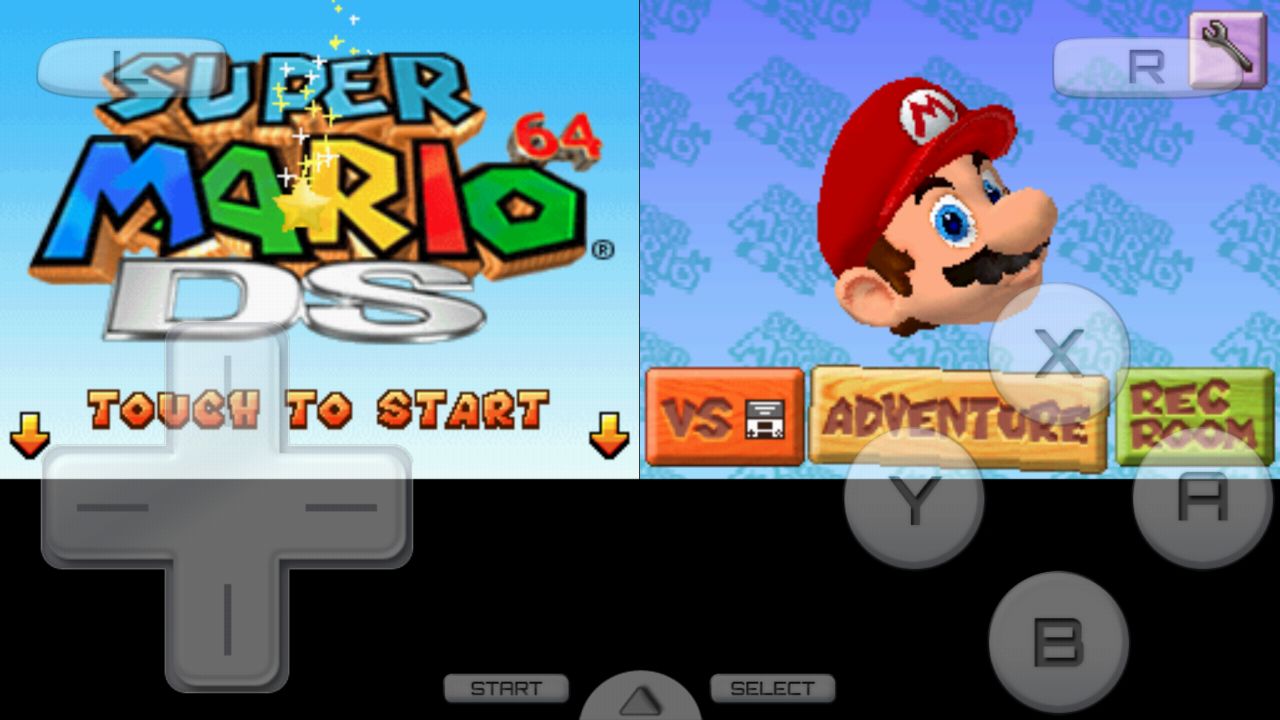 L
SUPER
MARIO 64
®
DS
TOUCH TO START
R
M
VS
ADVENTURE
REC
ROOM
X
Y
A
B
START
SELECT